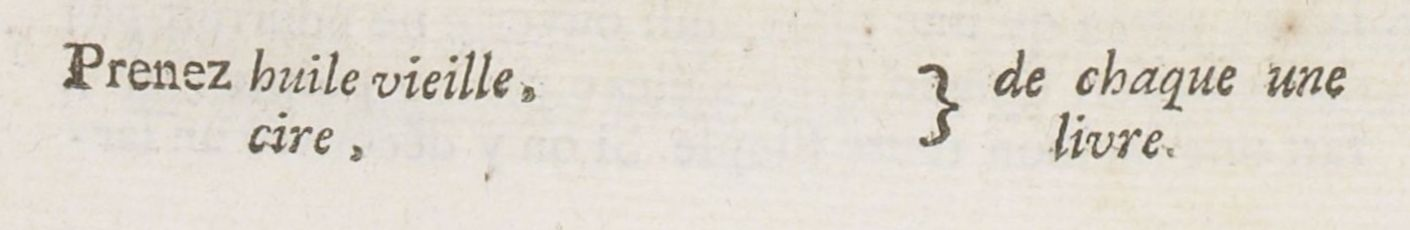 Prenez huile vieille, } de chaque une
cire, livre.